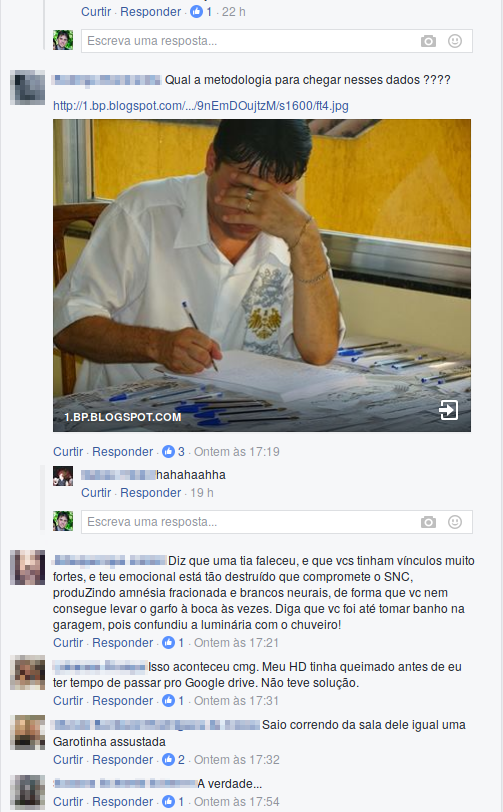 Curtir · Responder · 1 · 22 h
Escreva uma resposta...
Qual a metodologia para chegar nesses dados ????
http://1.bp.blogspot.com/.../9nEmDOujtzM/s1600/ft4.jpg
1.BP.BLOGSPOT.COM
Curtir · Responder · 3 · Ontem às 17:19
hahahaahha
Curtir · Responder · 19 h
Escreva uma resposta...
Diz que uma tia faleceu, e que vcs tinham vínculos muito
fortes, e teu emocional está tão destruído que compromete o SNC,
produZindo amnésia fracionada e brancos neurais, de forma que vc nem
consegue levar o garfo à boca às vezes. Diga que vc foi até tomar banho na
garagem, pois confundiu a luminária com o chuveiro!
Curtir · Responder · 1 · Ontem às 17:21
Isso aconteceu cmg. Meu HD tinha queimado antes de eu
ter tempo de passar pro Google drive. Não teve solução.
Curtir · Responder · 1 · Ontem às 17:31
Saio correndo da sala dele igual uma
Garotinha assustada
Curtir · Responder · 2 · Ontem às 17:32
A verdade...
Curtir · Responder · 1 · Ontem às 17:54